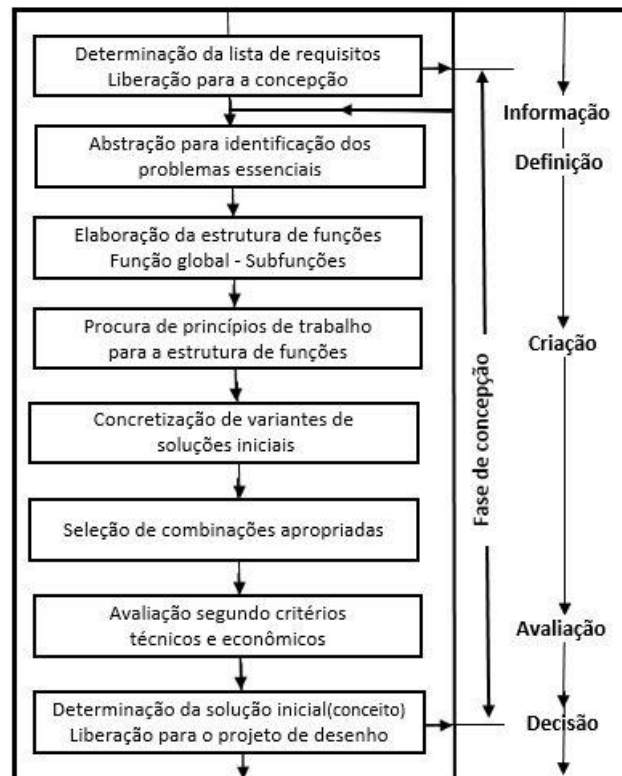 Determinação da lista de requisitos
Liberação para a concepção
Abstração para identificação dos
problemas essenciais
Elaboração da estrutura de funções
Função global - Subfunções
Procura de princípios de trabalho
para a estrutura de funções
Concretização de variantes de
soluções iniciais
Seleção de combinações apropriadas
Avaliação segundo critérios
técnicos e econômicos
Determinação da solução inicial(conceito)
Liberação para o projeto de desenho
Fase de concepção
Informação
Definição
Criação
Avaliação
Decisão